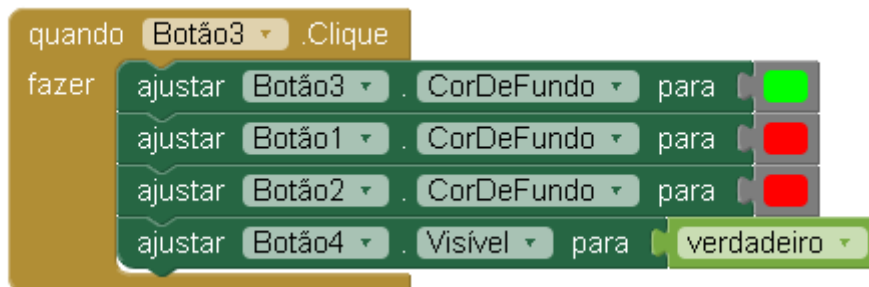 quando Botão3 .Clique
fazer ajustar Botão3 . CorDeFundo para
ajustar Botão1 . CorDeFundo para
ajustar Botão2 . CorDeFundo para
ajustar Botão4 . Visível para verdadeiro